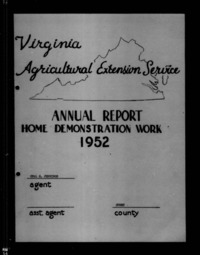 Virginia
Agricultural Extension Service
ANNUAL REPORT
HOME DEMONSTRATION WORK
1952
agent
asst agent
county